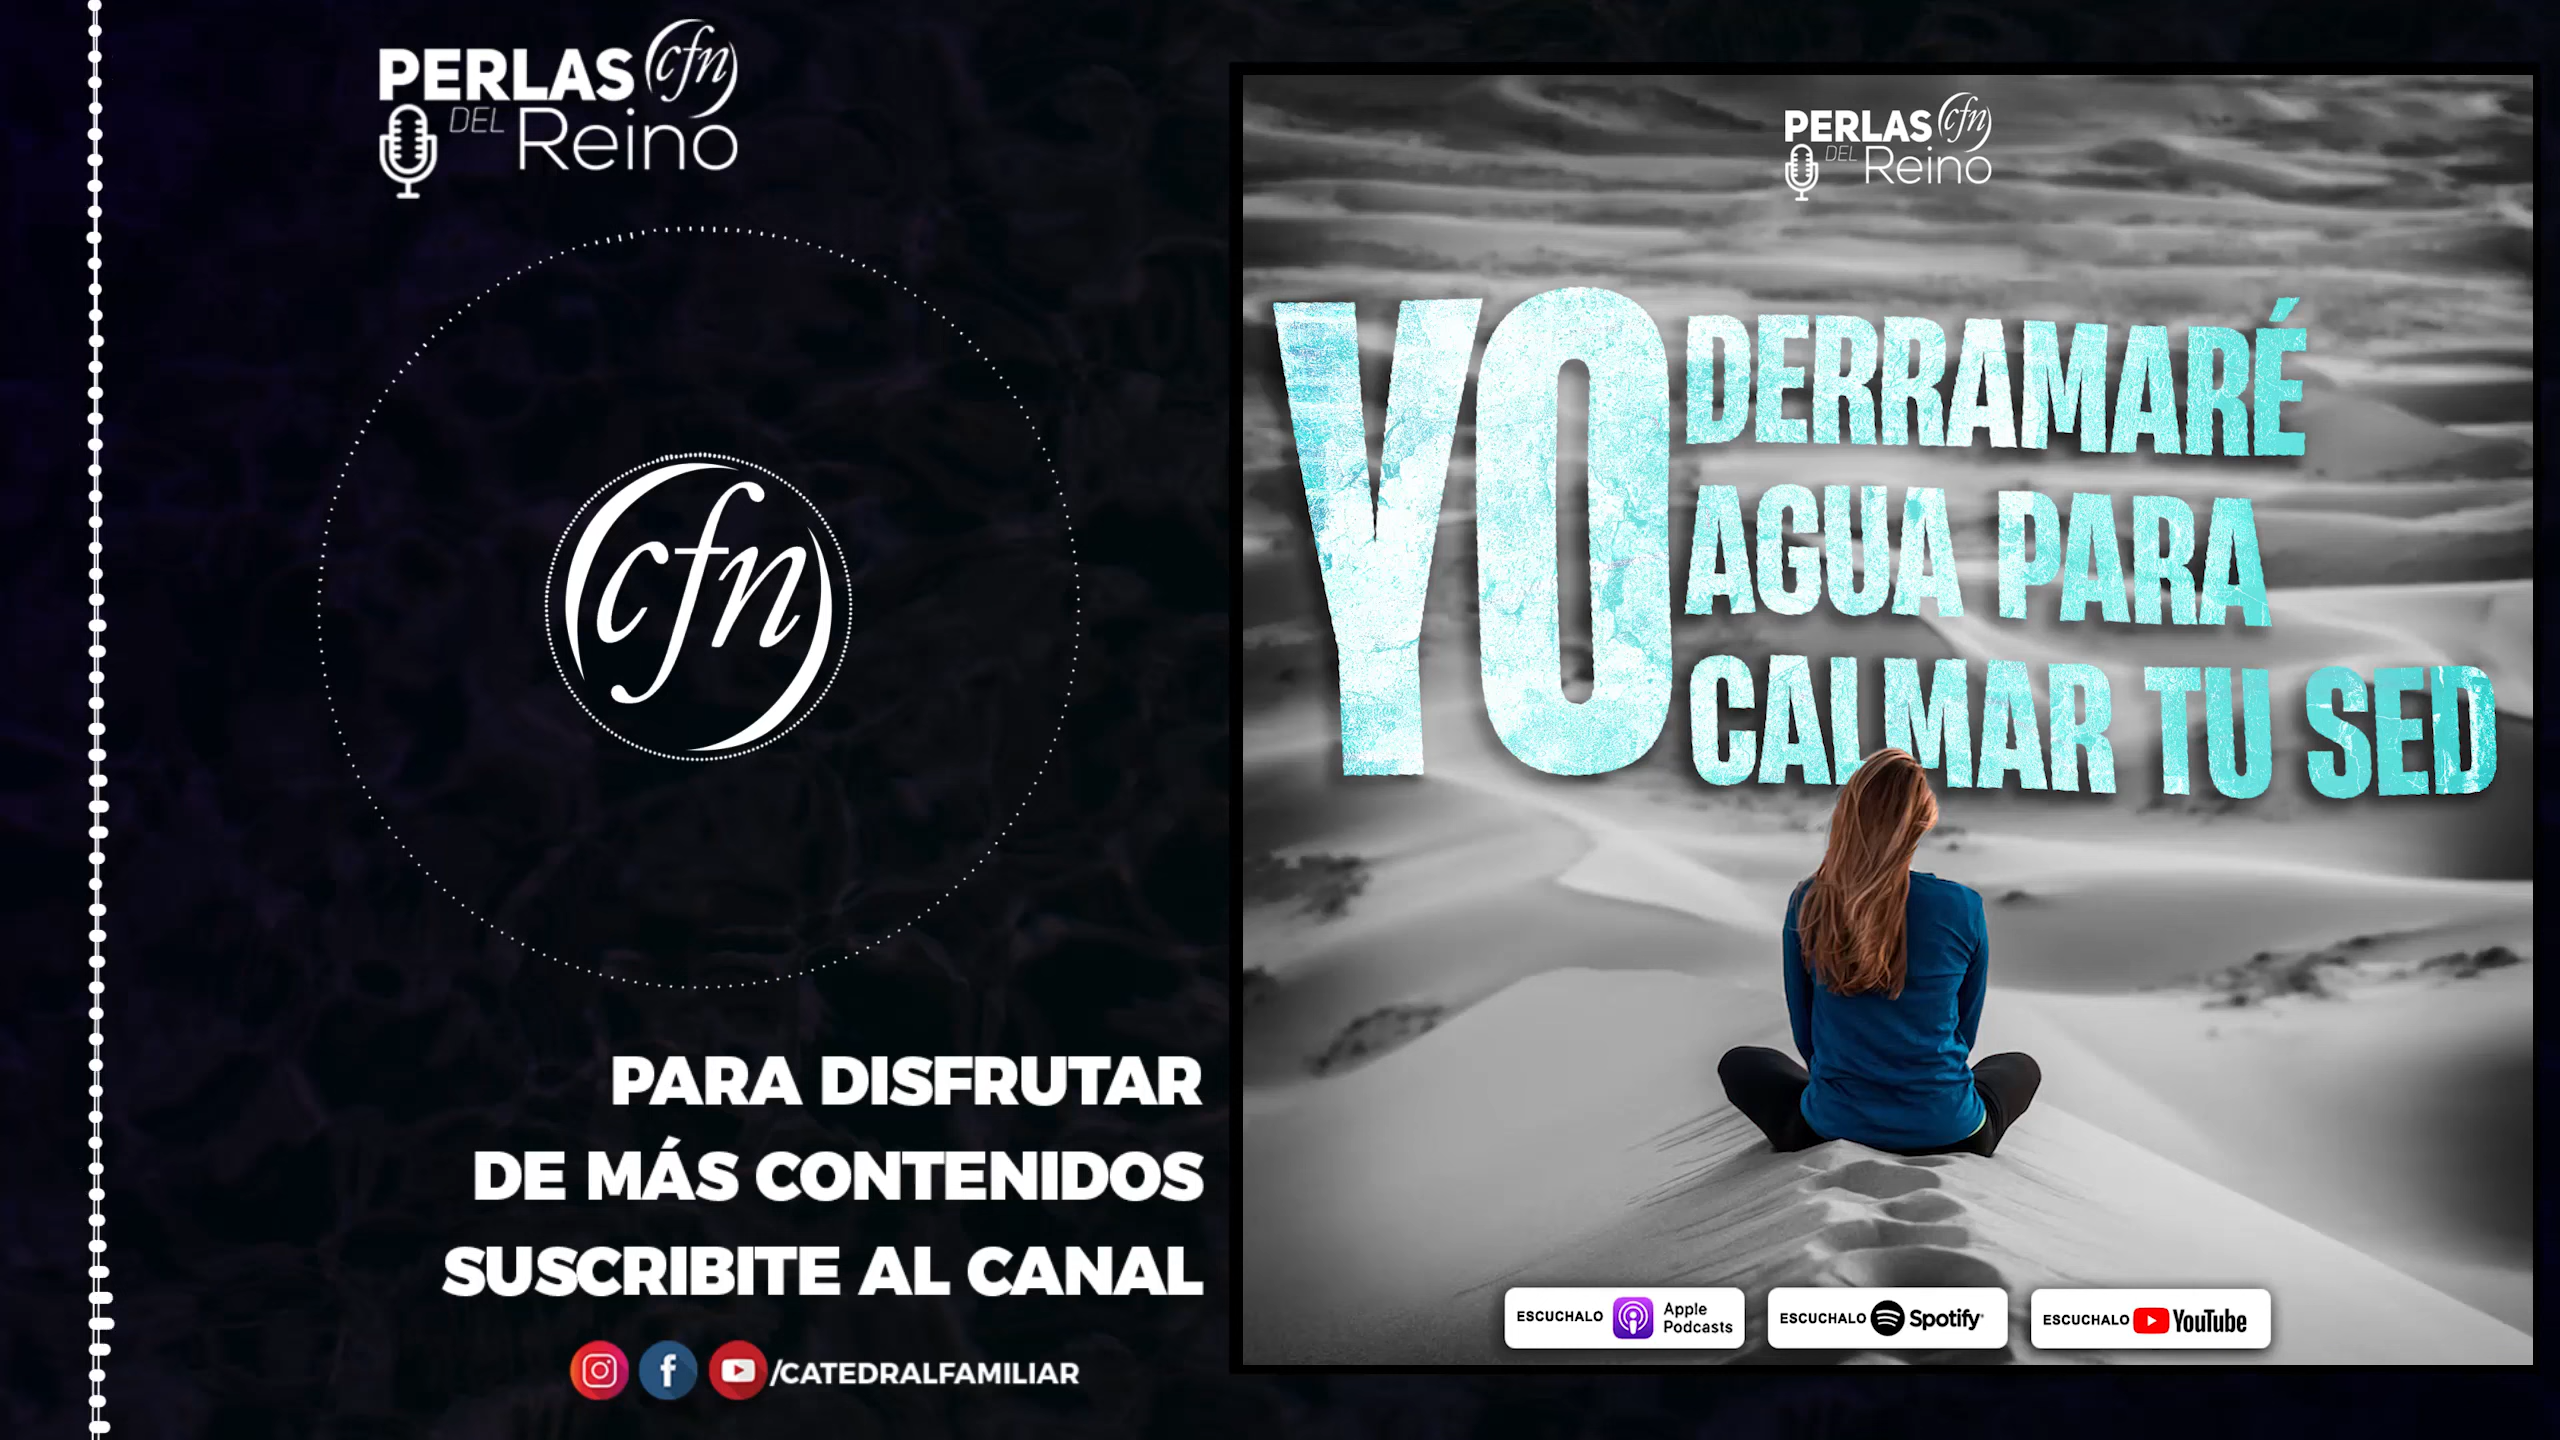 PERLAS cfn
DEL Reino
cfn
PARA DISFRUTAR
DE MÁS CONTENIDOS
SUSCRIBITE AL CANAL
/CATEDRALFAMILIAR
PERLAS cfn
DEL Reino
YO DERRAMARÉ
AGUA PARA
CALMAR TU SED
ESCUCHALO Apple Podcasts
ESCUCHALO Spotify
ESCUCHALO YouTube